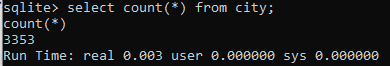 sqlite> select count(*) from city;
count(*)
3353
Run Time: real 0.003 user 0.000000 sys 0.000000